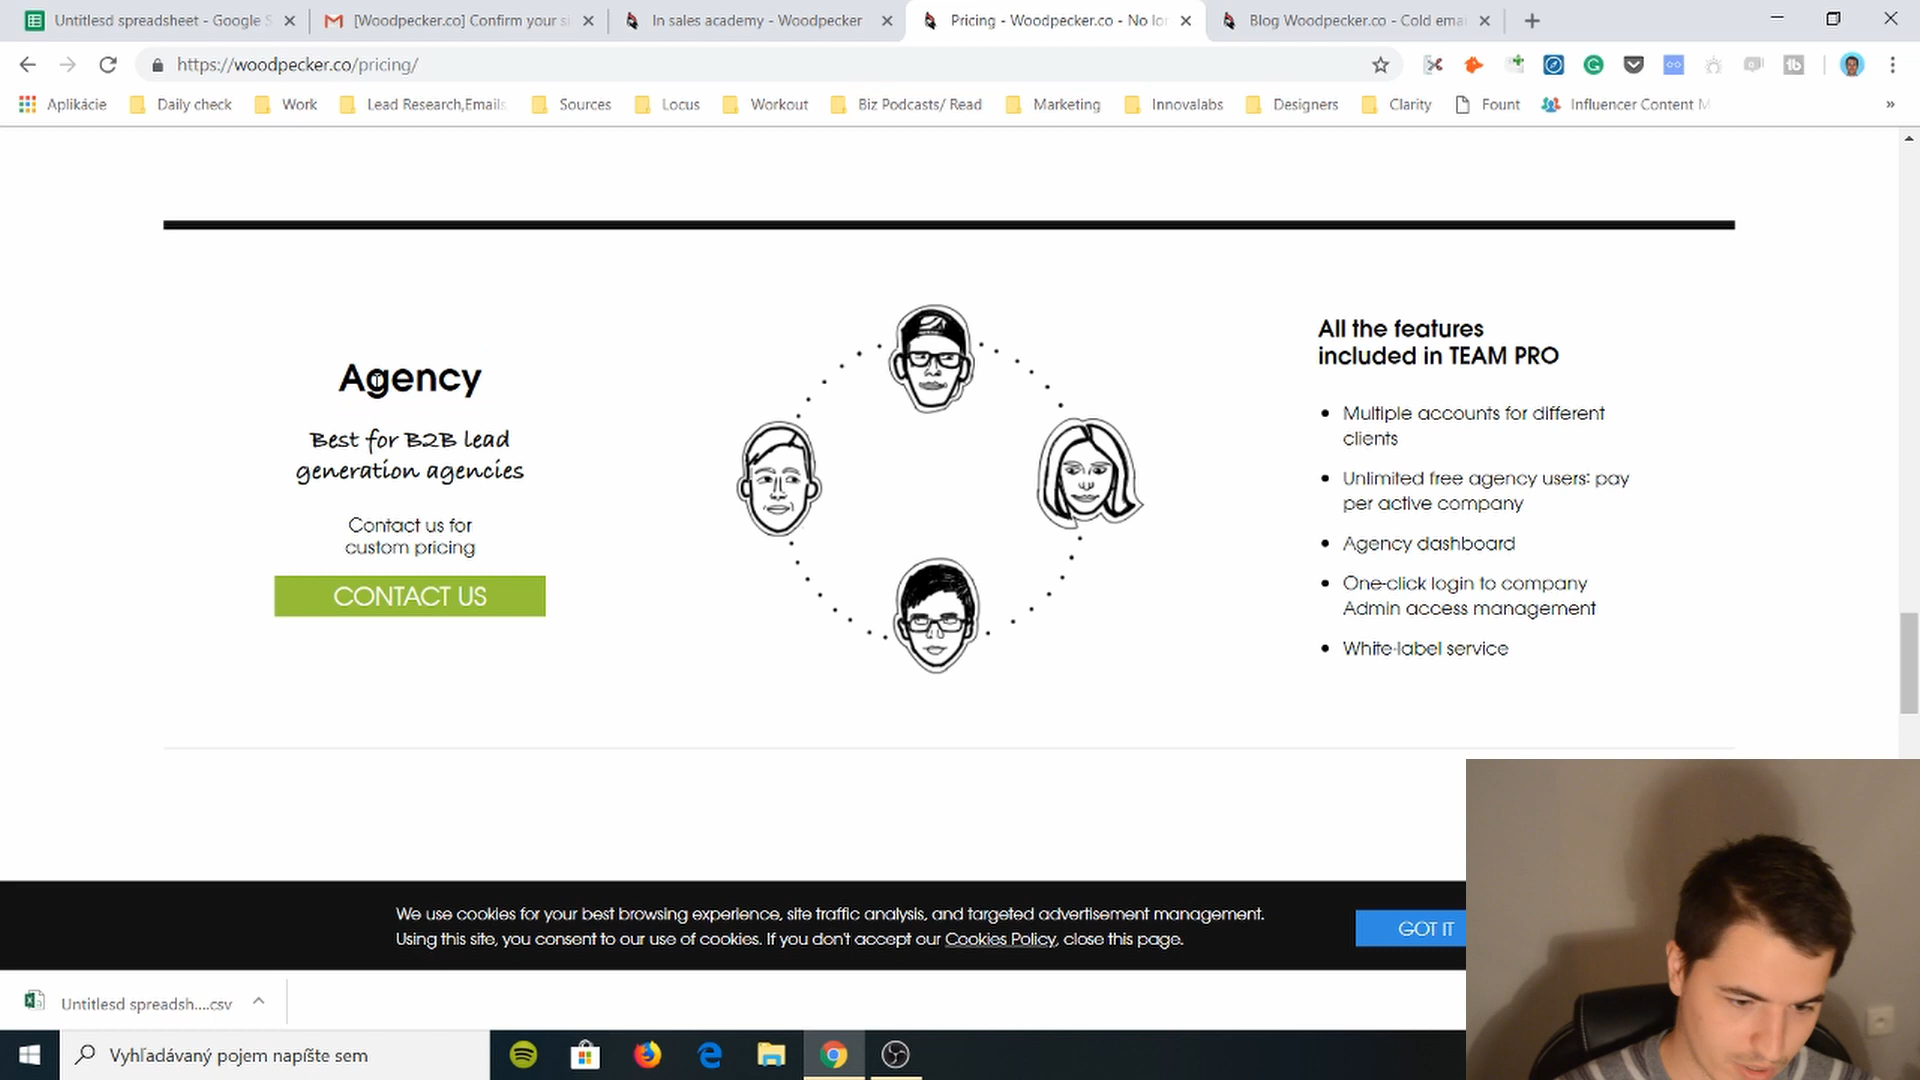 Untitlesd spreadsheet - Google S
[Woodpecker.co] Confirm your si
In sales academy - Woodpecker
Pricing - Woodpecker.co - No lo
Blog Woodpecker.co - Cold emai
https://woodpecker.co/pricing/
Aplikácie
Daily check
Work
Lead Research,Emails
Sources
Locus
Workout
Biz Podcasts/ Read
Marketing
Innovalabs
Designers
Clarity
Fount
Influencer Content M
»
Agency
Best for B2B lead
generation agencies
Contact us for
custom pricing
CONTACT US
All the features
included in TEAM PRO
• Multiple accounts for different
clients
• Unlimited free agency users: pay
per active company
• Agency dashboard
• One-click login to company
Admin access management
• White-label service
We use cookies for your best browsing experience, site traffic analysis, and targeted advertisement management.
Using this site, you consent to our use of cookies. If you don't accept our Cookies Policy, close this page.
GOT IT
Untitlesd spreadsh....csv
Vyhľadávaný pojem napíšte sem